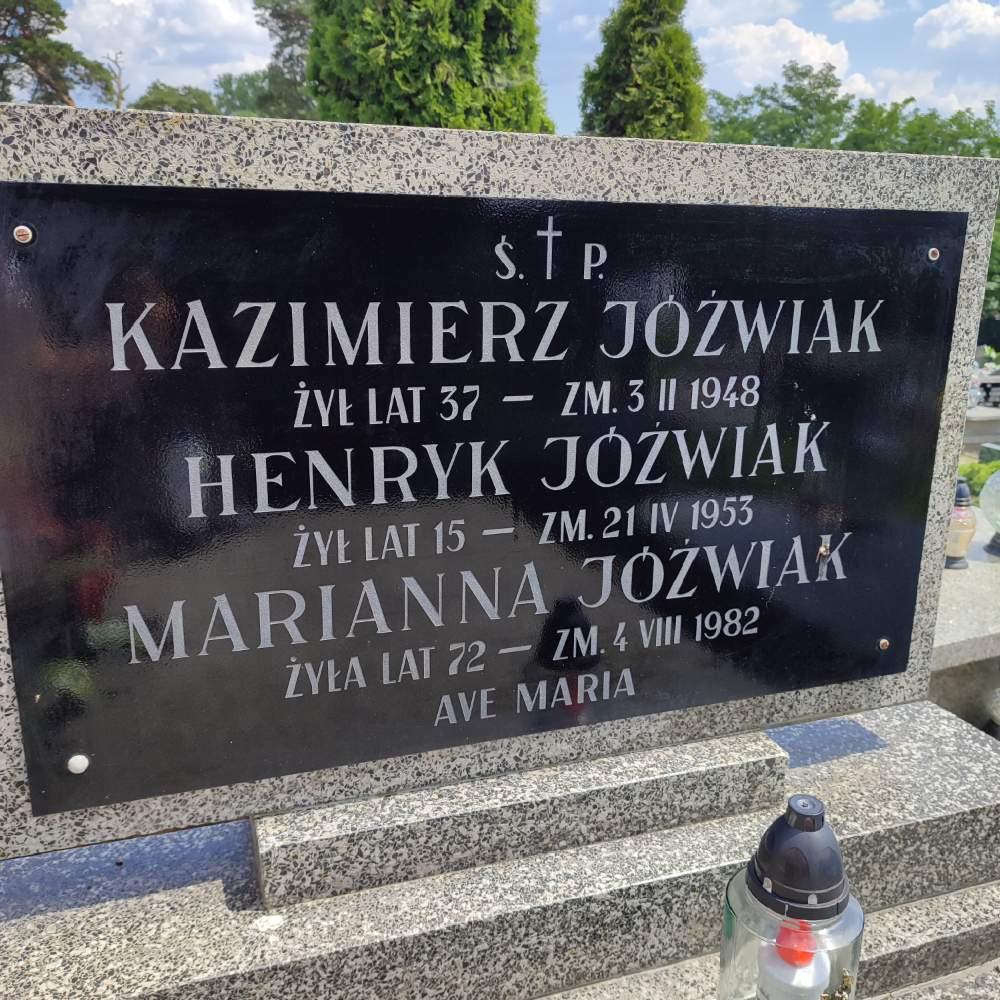 Ś. † P.
KAZIMIERZ JÓŹWIAK
ŻYŁ LAT 37 — ZM. 3 II 1948
HENRYK JÓŹWIAK
ŻYŁ LAT 15 — ZM. 21 IV 1953
MARIANNA JÓŹWIAK
ŻYŁA LAT 72 — ZM. 4 VIII 1982
AVE MARIA